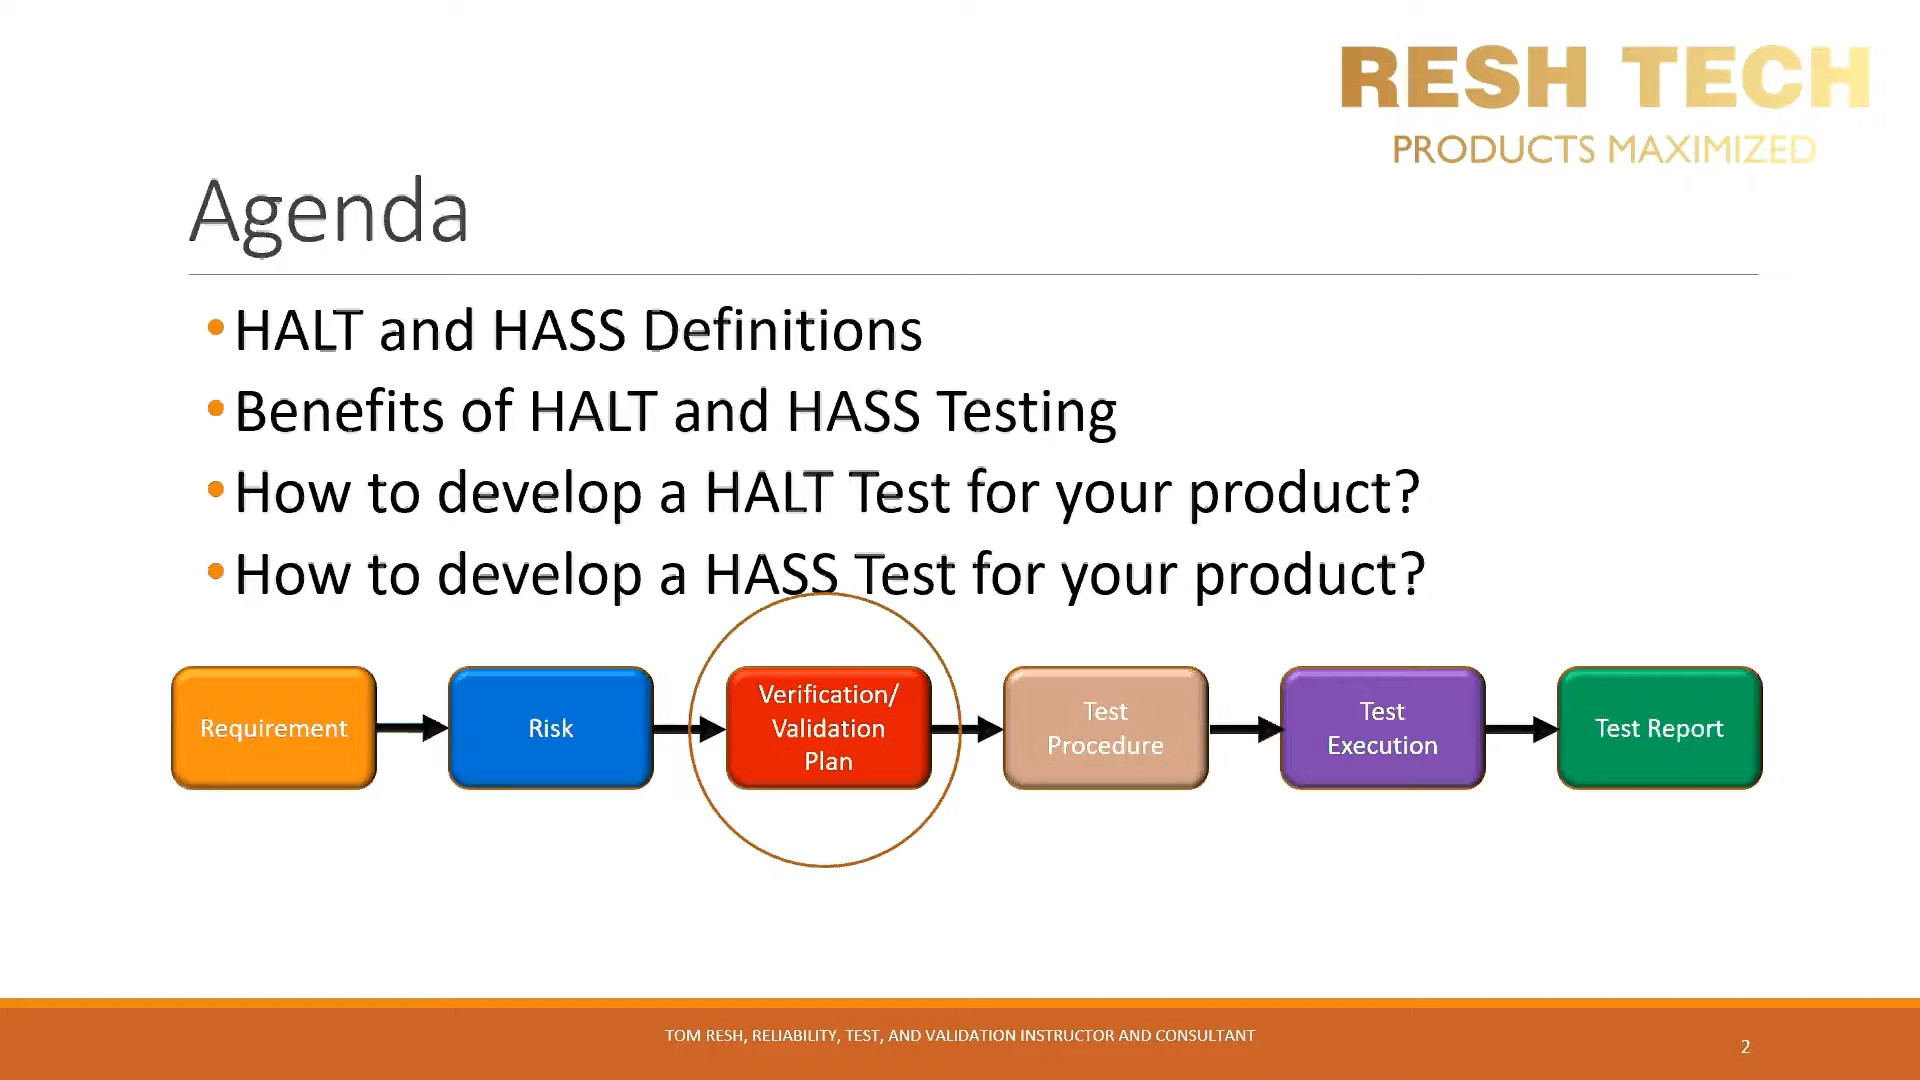 RESH TECH
PRODUCTS MAXIMIZED
Agenda
•HALT and HASS Definitions
•Benefits of HALT and HASS Testing
•How to develop a HALT Test for your product?
•How to develop a HASS Test for your product?
Requirement
Risk
Verification/
Validation
Plan
Test
Procedure
Test
Execution
Test Report
TOM RESH, RELIABILITY, TEST, AND VALIDATION INSTRUCTOR AND CONSULTANT
2